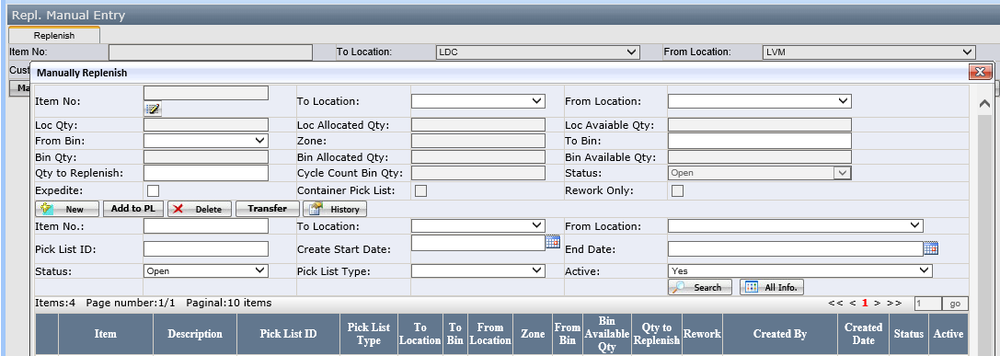 Repl. Manual Entry
Replenish
Item No: To Location: LDC From Location: LVM
Cust
Ma
Manually Replenish
Item No: To Location: From Location:
Loc Qty: Loc Allocated Qty: Loc Avaiable Qty:
From Bin: Zone: To Bin:
Bin Qty: Bin Allocated Qty: Bin Available Qty:
Qty to Replenish: Cycle Count Bin Qty: Status: Open
Expedite: Container Pick List: Rework Only:
New Add to PL Delete Transfer History
Item No.: To Location: From Location:
Pick List ID: Create Start Date: End Date:
Status: Open Pick List Type: Active: Yes
Search All Info.
Items:4 Page number:1/1 Paginal:10 items << < 1 > >> 1 go
Item Description Pick List ID Pick List Type To Location To Bin From Location Zone From Bin Bin Available Qty Qty to Replenish Rework Created By Created Date Status Active